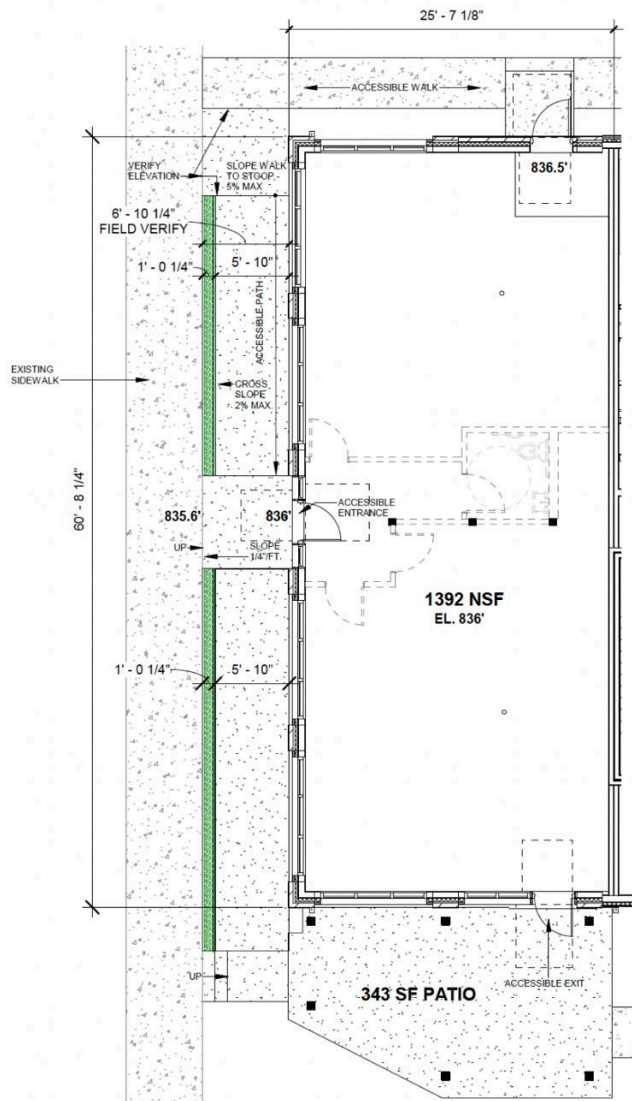 25' - 7 1/8"
ACCESSIBLE WALK
VERIFY
ELEVATION
SLOPE WALK
TO STOOP -
5% MAX
836.5'
6' - 10 1/4"
FIELD VERIFY
1' - 0 1/4"
5' - 10"
ACCESSIBLE PATH
EXISTING
SIDEWALK
CROSS
SLOPE
2% MAX
60' - 8 1/4"
835.6'
836'
ACCESSIBLE
ENTRANCE
UP
SLOPE
1/4"/FT.
1392 NSF
EL. 836'
1' - 0 1/4"
5' - 10"
UP
343 SF PATIO
ACCESSIBLE EXIT